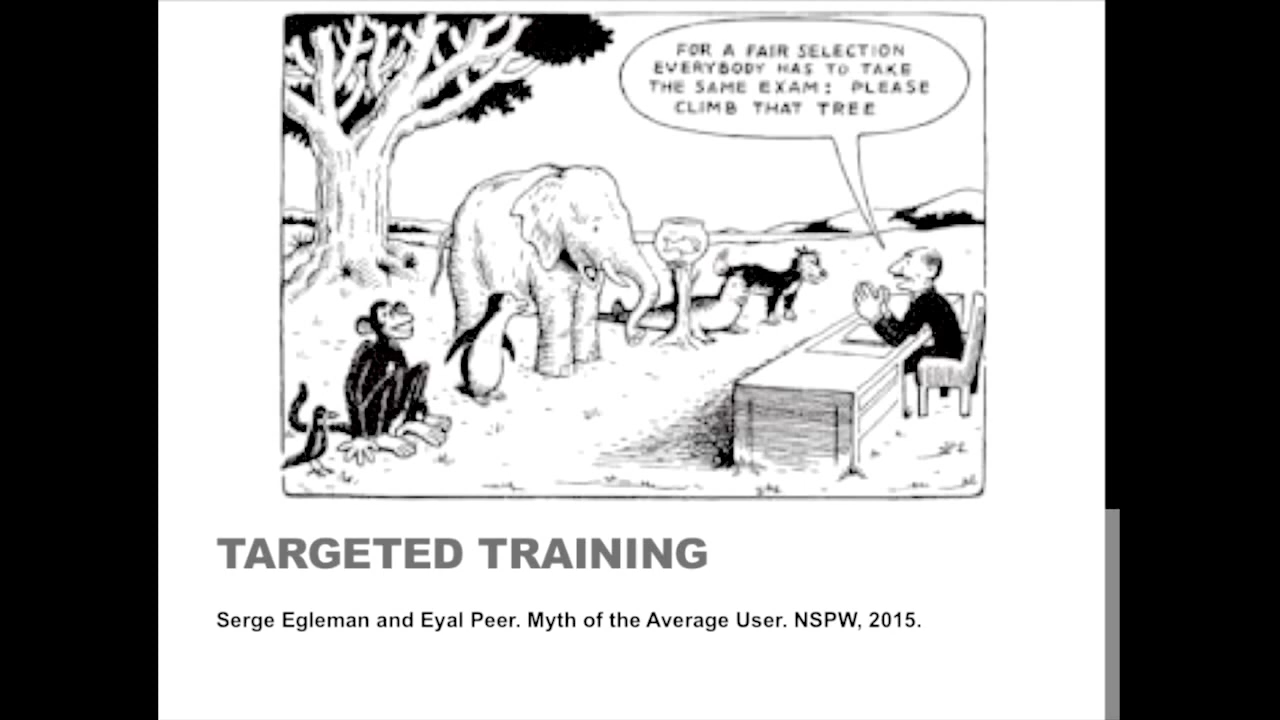 FOR A FAIR SELECTION
EVERYBODY HAS TO TAKE
THE SAME EXAM: PLEASE
CLIMB THAT TREE
TARGETED TRAINING
Serge Egleman and Eyal Peer. Myth of the Average User. NSPW, 2015.